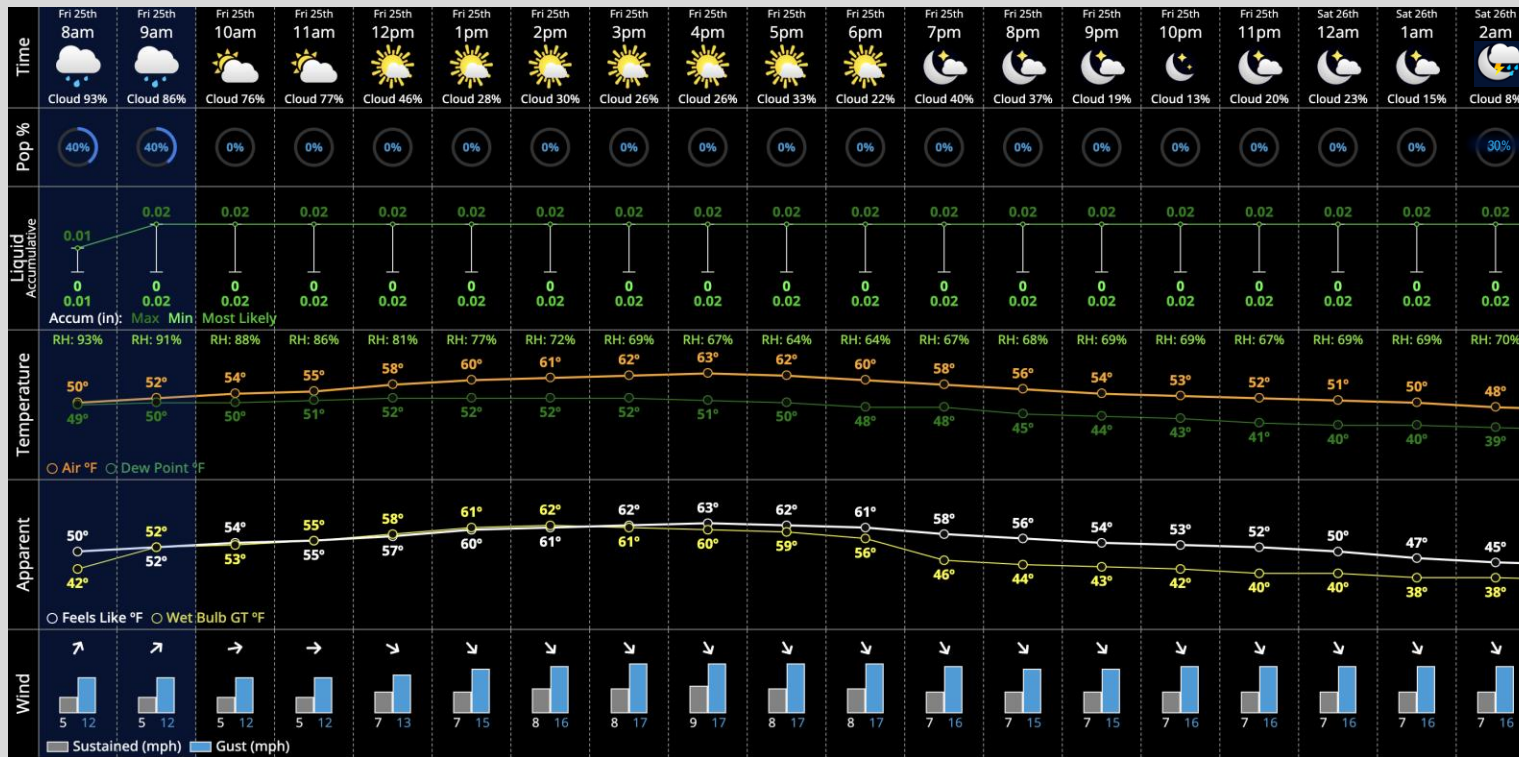 Time
Fri 25th Fri 25th Fri 25th Fri 25th Fri 25th Fri 25th Fri 25th Fri 25th Fri 25th Fri 25th Fri 25th Fri 25th Fri 25th Fri 25th Fri 25th Fri 25th Sat 26th Sat 26th Sat 26th
8am 9am 10am 11am 12pm 1pm 2pm 3pm 4pm 5pm 6pm 7pm 8pm 9pm 10pm 11pm 12am 1am 2am
Cloud 93% Cloud 86% Cloud 76% Cloud 77% Cloud 46% Cloud 28% Cloud 30% Cloud 26% Cloud 26% Cloud 33% Cloud 22% Cloud 40% Cloud 37% Cloud 19% Cloud 13% Cloud 20% Cloud 23% Cloud 15% Cloud 8%
Pop %
40% 40% 0% 0% 0% 0% 0% 0% 0% 0% 0% 0% 0% 0% 0% 0% 0% 0% 30%
Liquid
Accumulative
0.01 0.02 0.02 0.02 0.02 0.02 0.02 0.02 0.02 0.02 0.02 0.02 0.02 0.02 0.02 0.02 0.02 0.02 0.02
0 0 0 0 0 0 0 0 0 0 0 0 0 0 0 0 0 0 0
0.01 0.02 0.02 0.02 0.02 0.02 0.02 0.02 0.02 0.02 0.02 0.02 0.02 0.02 0.02 0.02 0.02 0.02 0.02
Accum (in): Max Min Most Likely
Temperature
RH: 93% RH: 91% RH: 88% RH: 86% RH: 81% RH: 77% RH: 72% RH: 69% RH: 67% RH: 64% RH: 64% RH: 67% RH: 68% RH: 69% RH: 69% RH: 67% RH: 69% RH: 69% RH: 70%
50° 52° 54° 55° 58° 60° 61° 62° 63° 62° 60° 58° 56° 54° 53° 52° 51° 50° 48°
49° 50° 50° 51° 52° 52° 52° 52° 51° 50° 48° 48° 45° 44° 43° 41° 40° 40° 39°
Air °F Dew Point °F
Apparent
50° 52° 54° 55° 58° 61° 62° 62° 63° 62° 61° 58° 56° 54° 53° 52° 50° 47° 45°
42° 52° 53° 55° 57° 60° 61° 61° 60° 59° 56° 46° 44° 43° 42° 40° 40° 38° 38°
Feels Like °F Wet Bulb GT °F
Wind
5 12 5 12 5 12 5 12 7 13 7 15 8 16 8 17 9 17 8 17 8 17 7 16 7 15 7 15 7 16 7 16 7 16 7 16 7 16
Sustained (mph) Gust (mph)